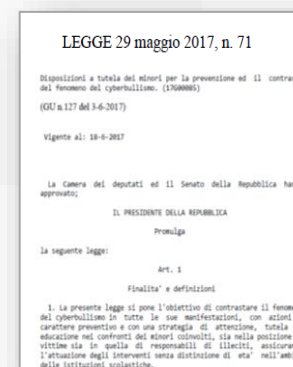 LEGGE 29 maggio 2017, n. 71
Disposizioni a tutela dei minori per la prevenzione ed il contras
del fenomeno del cyberbullismo. (17G00085)
(GU n.127 del 3-6-2017)
Vigente al: 18-6-2017
La Camera dei deputati ed il Senato della Repubblica han
approvato;
IL PRESIDENTE DELLA REPUBBLICA
Promulga
la seguente legge:
Art. 1
Finalita' e definizioni
1. La presente legge si pone l'obiettivo di contrastare il fenome
del cyberbullismo in tutte le sue manifestazioni, con azioni
carattere preventivo e con una strategia di attenzione, tutela
educazione nei confronti dei minori coinvolti, sia nella posizione
vittime sia in quella di responsabili di illeciti, assicurar
l'attuazione degli interventi senza distinzione di eta' nell'amb
delle istituzioni scolastiche.